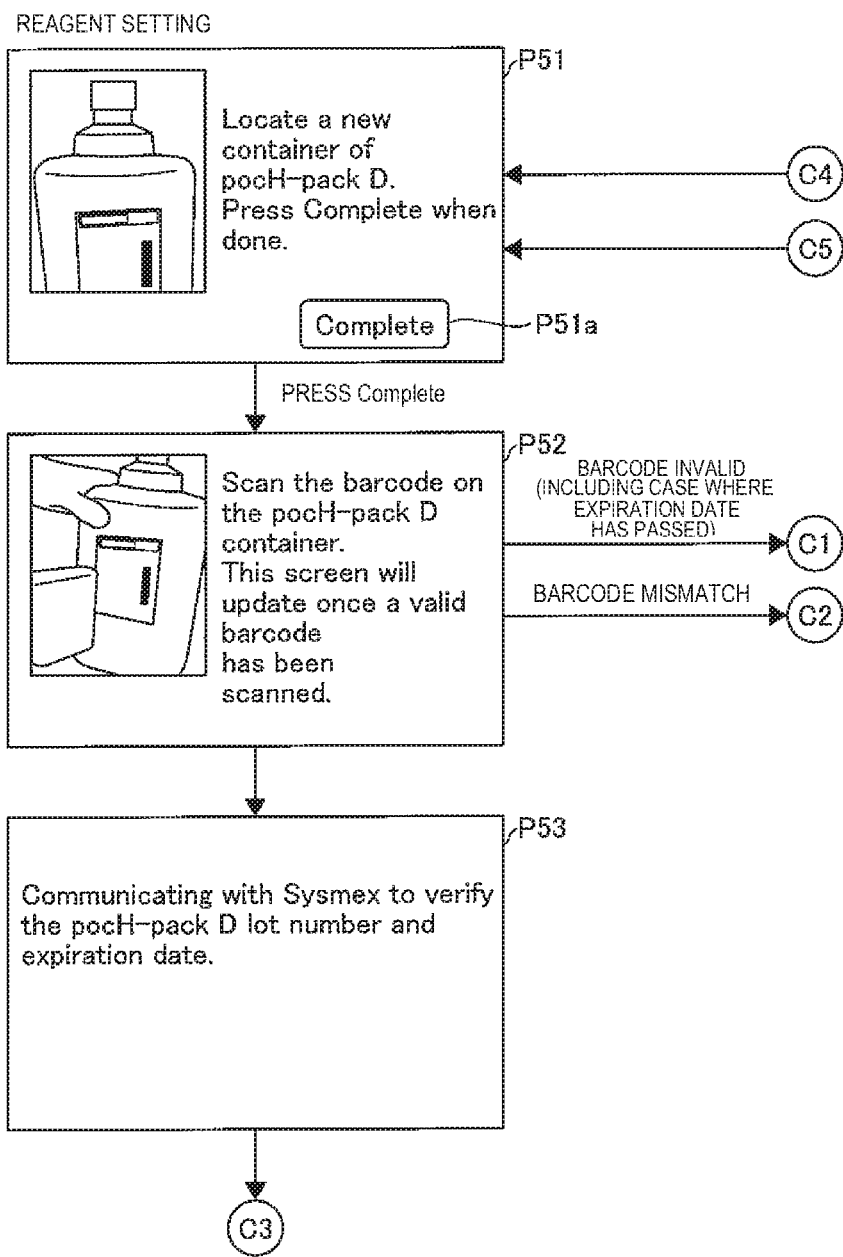 REAGENT SETTING
P51
Locate a new
container of
pocH-pack D.
Press Complete when
done.
Complete
P51a
C4
C5
PRESS Complete
P52
Scan the barcode on
the pocH-pack D
container.
This screen will
update once a valid
barcode
has been
scanned.
BARCODE INVALID
(INCLUDING CASE WHERE
EXPIRATION DATE
HAS PASSED)
C1
BARCODE MISMATCH
C2
P53
Communicating with Sysmex to verify
the pocH-pack D lot number and
expiration date.
C3